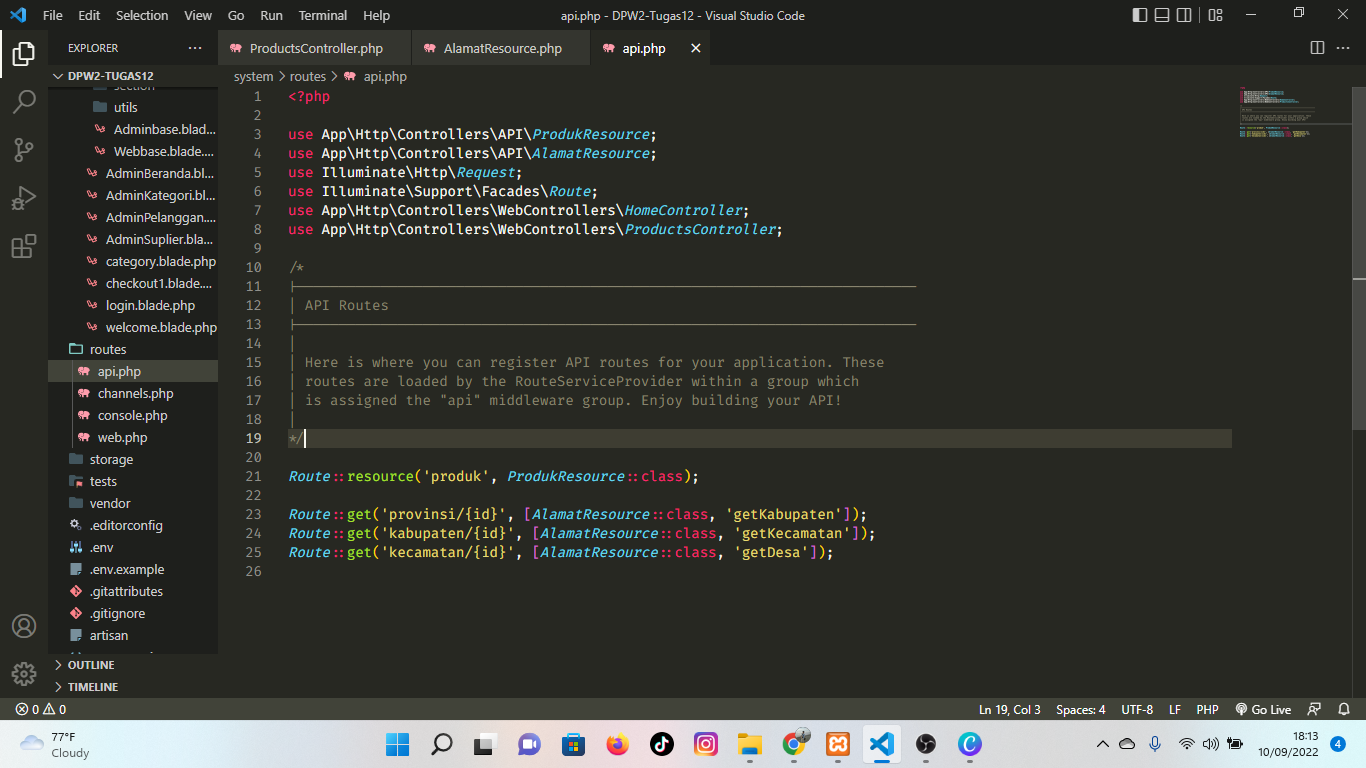 File Edit Selection View Go Run Terminal Help
api.php - DPW2-Tugas12 - Visual Studio Code
EXPLORER
ProductsController.php
AlamatResource.php
api.php
DPW2-TUGAS12
section
utils
Adminbase.blad...
Webbase.blade....
AdminBeranda.bl...
AdminKategori.bl...
AdminPelanggan....
AdminSuplier.bla...
category.blade.php
checkout1.blade....
login.blade.php
welcome.blade.php
routes
api.php
channels.php
console.php
web.php
storage
tests
vendor
.editorconfig
.env
.env.example
.gitattributes
.gitignore
artisan
OUTLINE
TIMELINE
system > routes > api.php
1 <?php
2
3 use App\Http\Controllers\API\ProdukResource;
4 use App\Http\Controllers\API\AlamatResource;
5 use Illuminate\Http\Request;
6 use Illuminate\Support\Facades\Route;
7 use App\Http\Controllers\WebControllers\HomeController;
8 use App\Http\Controllers\WebControllers\ProductsController;
9
10 /*
11 |--------------------------------------------------------------------------
12 | API Routes
13 |--------------------------------------------------------------------------
14 |
15 | Here is where you can register API routes for your application. These
16 | routes are loaded by the RouteServiceProvider within a group which
17 | is assigned the "api" middleware group. Enjoy building your API!
18 |
19 */
20
21 Route::resource('produk', ProdukResource::class);
22
23 Route::get('provinsi/{id}', [AlamatResource::class, 'getKabupaten']);
24 Route::get('kabupaten/{id}', [AlamatResource::class, 'getKecamatan']);
25 Route::get('kecamatan/{id}', [AlamatResource::class, 'getDesa']);
26
0 0
Ln 19, Col 3 Spaces: 4 UTF-8 LF PHP Go Live
77°F
Cloudy
18:13
10/09/2022
4